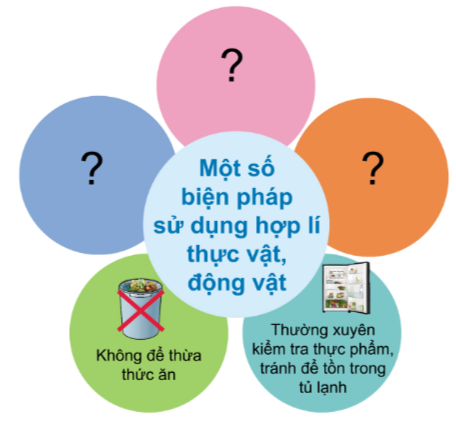 ?
?
?
Một số
biện pháp
sử dụng hợp lí
thực vật,
động vật
Không để thừa
thức ăn
Thường xuyên
kiểm tra thực phẩm,
tránh để tồn trong
tủ lạnh